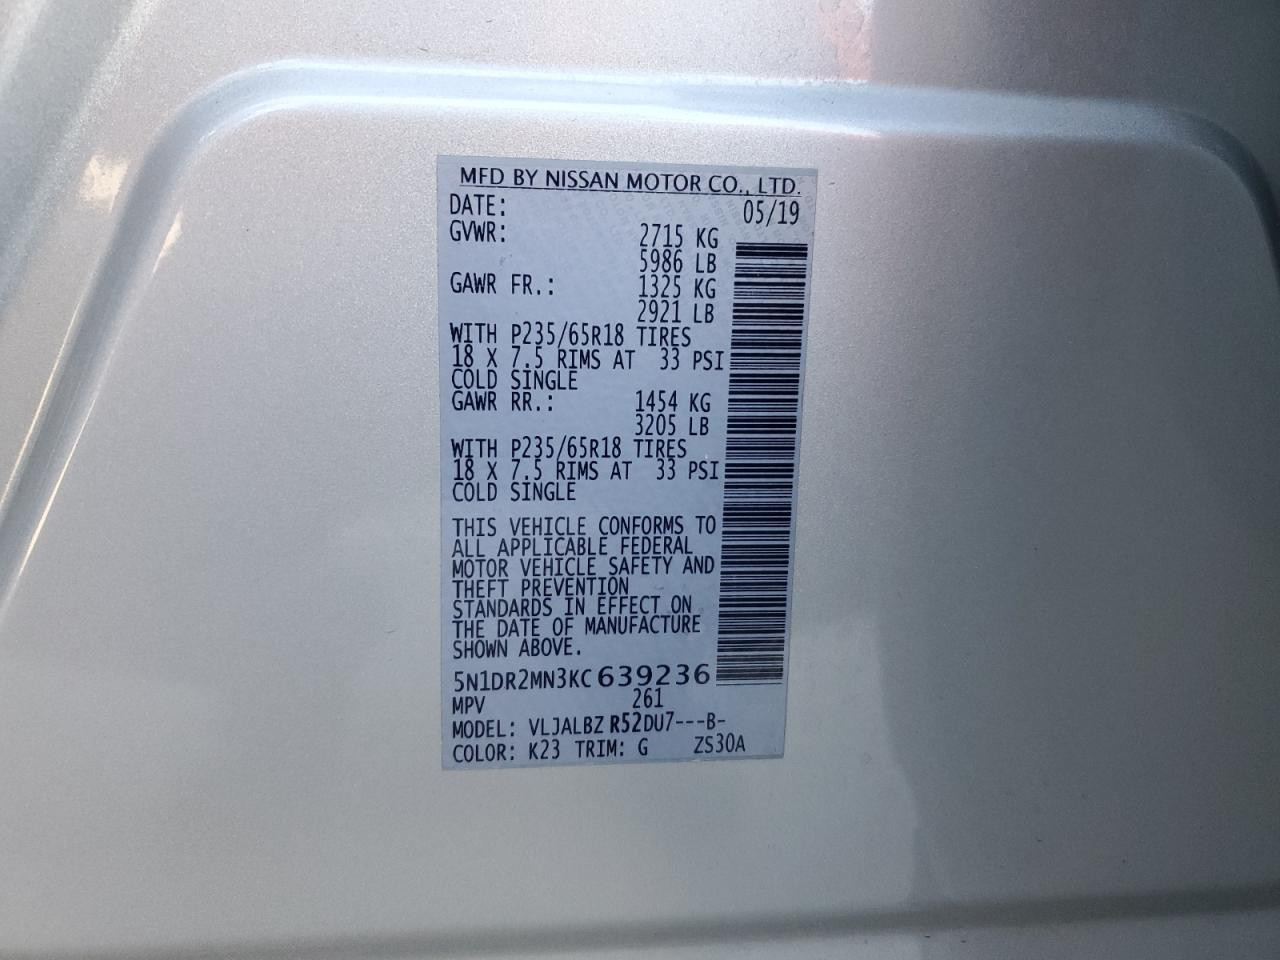 MFD BY NISSAN MOTOR CO., LTD.
DATE: 05/19
GVWR: 2715 KG
5986 LB
GAWR FR.: 1325 KG
2921 LB
WITH P235/65R18 TIRES
18 X 7.5 RIMS AT 33 PSI
COLD SINGLE
GAWR RR.: 1454 KG
3205 LB
WITH P235/65R18 TIRES
18 X 7.5 RIMS AT 33 PSI
COLD SINGLE
THIS VEHICLE CONFORMS TO
ALL APPLICABLE FEDERAL
MOTOR VEHICLE SAFETY AND
THEFT PREVENTION
STANDARDS IN EFFECT ON
THE DATE OF MANUFACTURE
SHOWN ABOVE.
5N1DR2MN3KC639236
MPV 261
MODEL: VLJALBZ R52DU7---B-
COLOR: K23 TRIM: G ZS30A